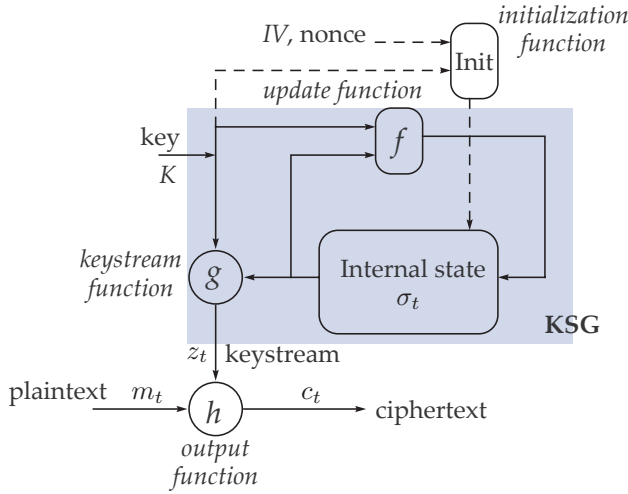 initialization
function
IV, nonce
Init
update function
key
K
f
keystream
function
g
Internal state
σt
KSG
zt keystream
plaintext mt
h
ct
ciphertext
output
function